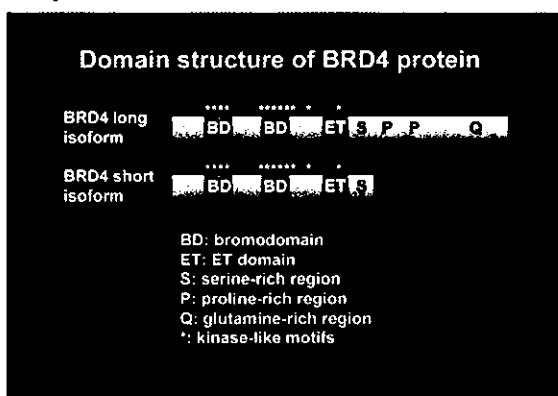 Domain structure of BRD4 protein
**** ****** * *
BRD4 long isoform
BD BD ET S P P Q
**** ****** * *
BRD4 short isoform
BD BD ET S
BD: bromodomain
ET: ET domain
S: serine-rich region
P: proline-rich region
Q: glutamine-rich region
*: kinase-like motifs